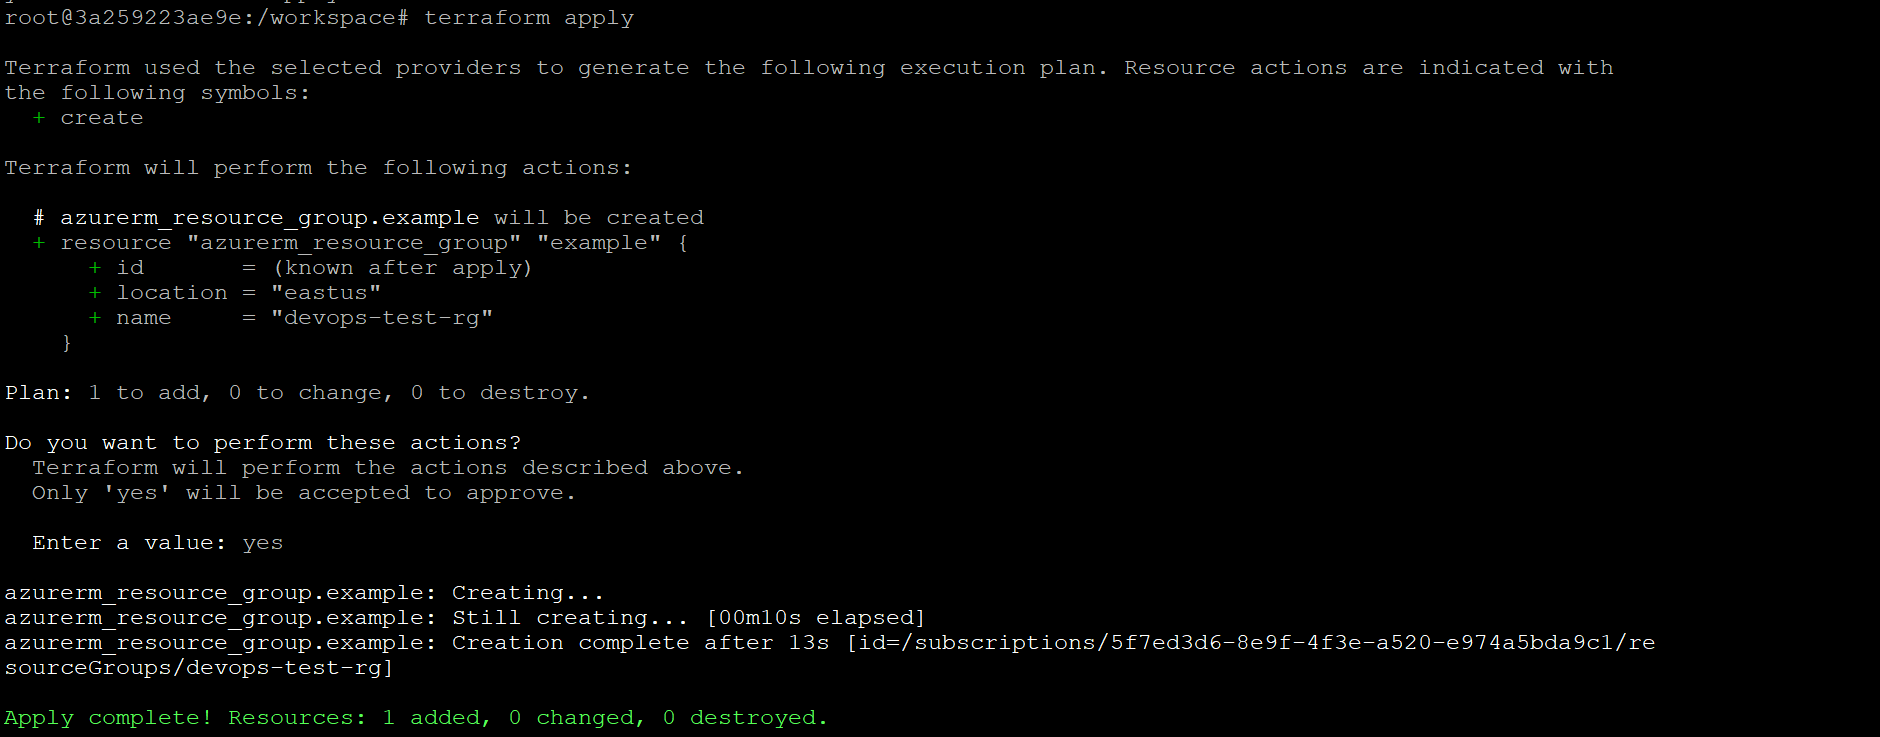 root@3a259223ae9e:/workspace# terraform apply
Terraform used the selected providers to generate the following execution plan. Resource actions are indicated with
the following symbols:
  + create
Terraform will perform the following actions:
  # azurerm_resource_group.example will be created
  + resource "azurerm_resource_group" "example" {
      + id       = (known after apply)
      + location = "eastus"
      + name     = "devops-test-rg"
    }
Plan: 1 to add, 0 to change, 0 to destroy.
Do you want to perform these actions?
  Terraform will perform the actions described above.
  Only 'yes' will be accepted to approve.
  Enter a value: yes
azurerm_resource_group.example: Creating...
azurerm_resource_group.example: Still creating... [00m10s elapsed]
azurerm_resource_group.example: Creation complete after 13s [id=/subscriptions/5f7ed3d6-8e9f-4f3e-a520-e974a5bda9c1/re
sourceGroups/devops-test-rg]
Apply complete! Resources: 1 added, 0 changed, 0 destroyed.